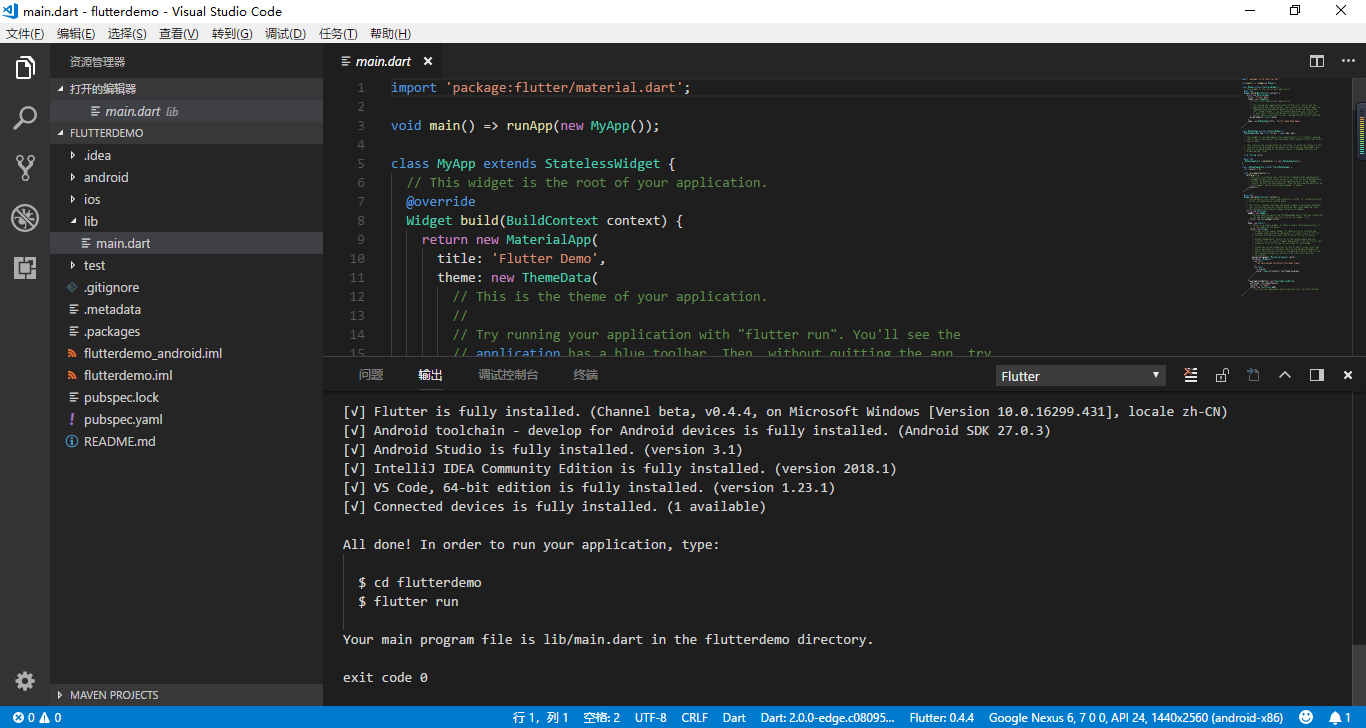 main.dart - flutterdemo - Visual Studio Code
文件(F) 编辑(E) 选择(S) 查看(V) 转到(G) 调试(D) 任务(T) 帮助(H)
资源管理器
打开的编辑器
main.dart lib
FLUTTERDEMO
.idea
android
ios
lib
main.dart
test
.gitignore
.metadata
.packages
flutterdemo_android.iml
flutterdemo.iml
pubspec.lock
pubspec.yaml
README.md
MAVEN PROJECTS
main.dart
1 import 'package:flutter/material.dart';
2
3 void main() => runApp(new MyApp());
4
5 class MyApp extends StatelessWidget {
6 // This widget is the root of your application.
7 @override
8 Widget build(BuildContext context) {
9 return new MaterialApp(
10 title: 'Flutter Demo',
11 theme: new ThemeData(
12 // This is the theme of your application.
13 //
14 // Try running your application with "flutter run". You'll see the
15 // application has a blue toolbar. Then, without quitting the app, try
问题 输出 调试控制台 终端 Flutter
[√] Flutter is fully installed. (Channel beta, v0.4.4, on Microsoft Windows [Version 10.0.16299.431], locale zh-CN)
[√] Android toolchain - develop for Android devices is fully installed. (Android SDK 27.0.3)
[√] Android Studio is fully installed. (version 3.1)
[√] IntelliJ IDEA Community Edition is fully installed. (version 2018.1)
[√] VS Code, 64-bit edition is fully installed. (version 1.23.1)
[√] Connected devices is fully installed. (1 available)
All done! In order to run your application, type:
$ cd flutterdemo
$ flutter run
Your main program file is lib/main.dart in the flutterdemo directory.
exit code 0
0 0 行 1，列 1 空格: 2 UTF-8 CRLF Dart Dart: 2.0.0-edge.c08095... Flutter: 0.4.4 Google Nexus 6, 7 0 0, API 24, 1440x2560 (android-x86) 1